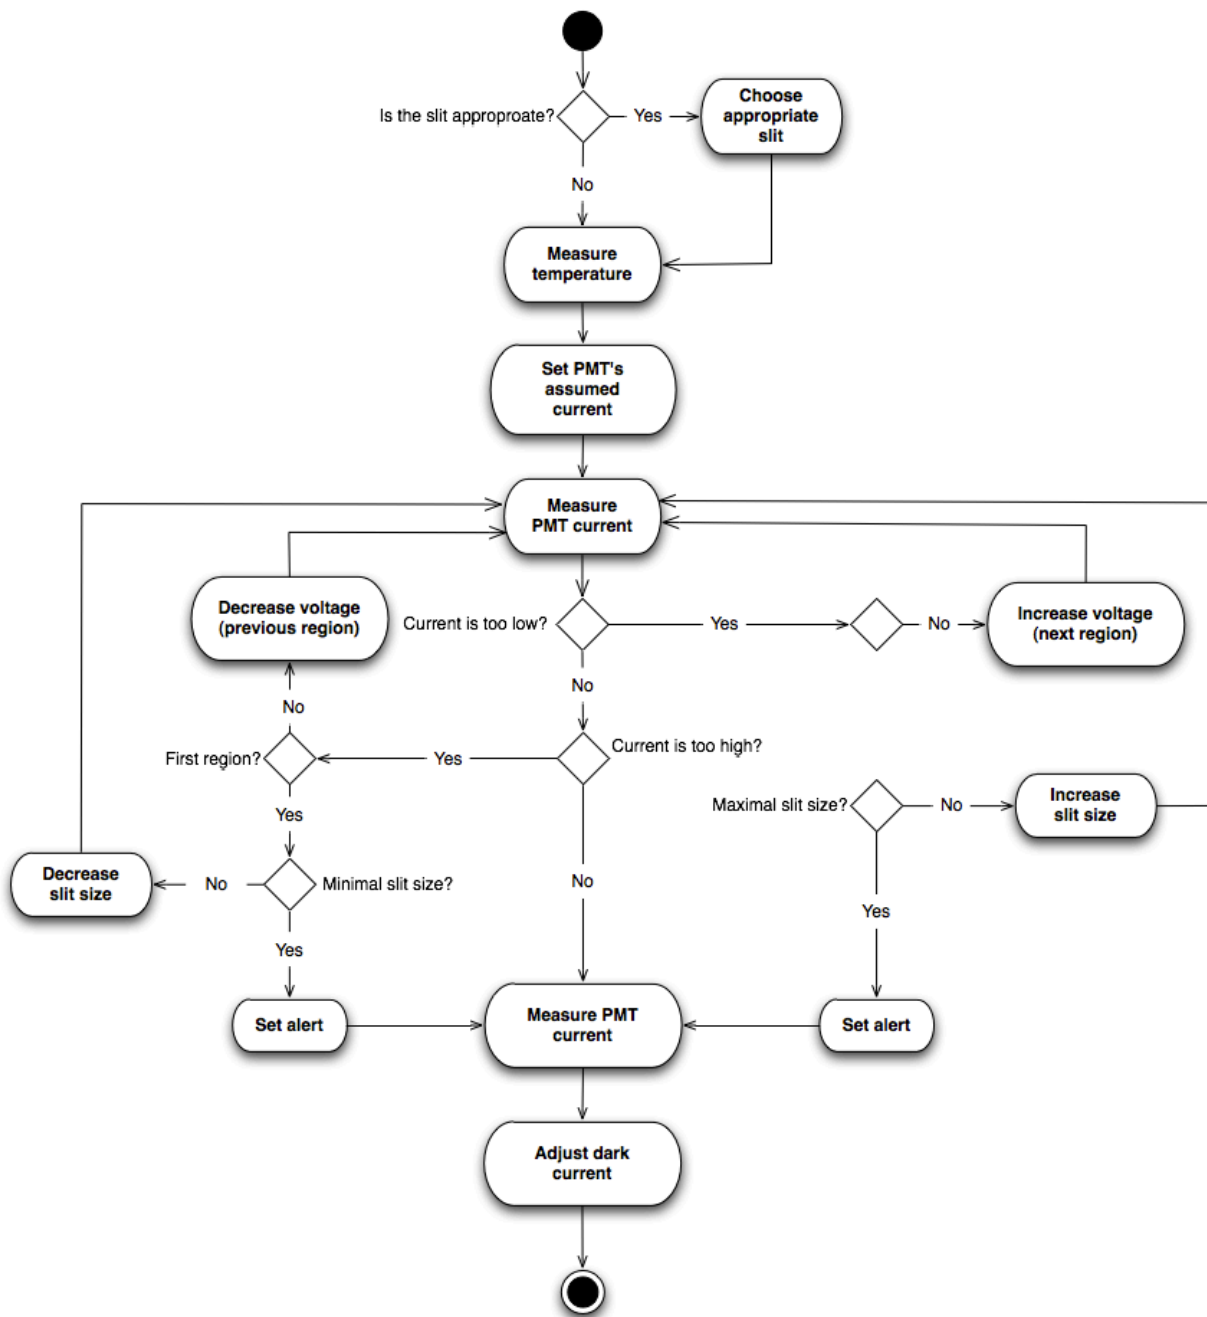 Is the slit approproate?
Yes
Choose
appropriate
slit
No
Measure
temperature
Set PMT's
assumed
current
Measure
PMT current
Decrease voltage
(previous region)
Current is too low?
Yes
No
Increase voltage
(next region)
No
No
First region?
Yes
Current is too high?
Yes
Maximal slit size?
No
Increase
slit size
Decrease
slit size
No
Minimal slit size?
No
Yes
Yes
Set alert
Measure PMT
current
Set alert
Adjust dark
current